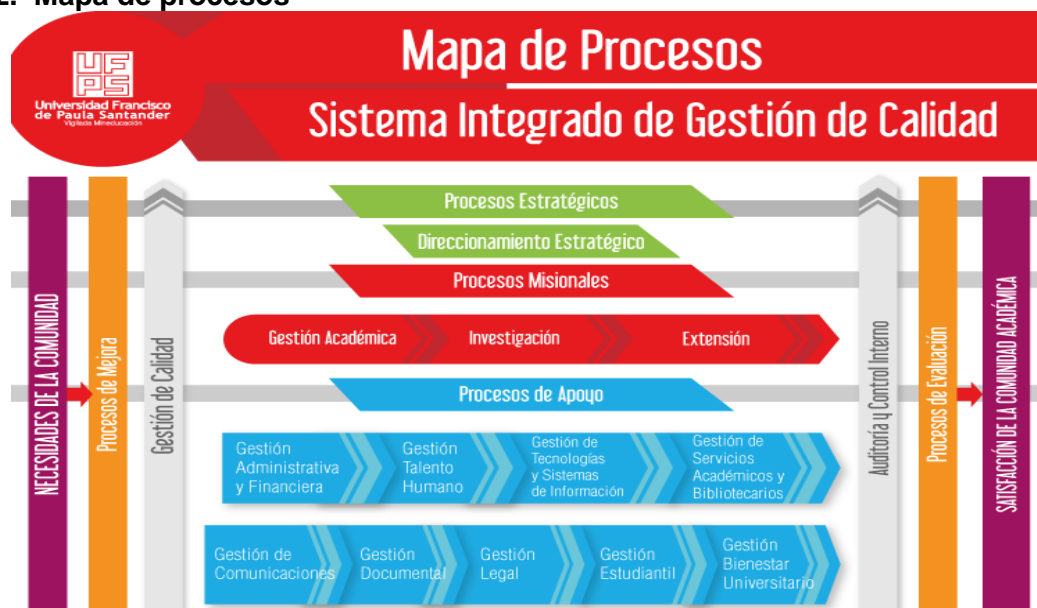 Mapa de procesos
UFPS
Universidad Francisco
de Paula Santander
Vigilada Mineducación
Mapa de Procesos
Sistema Integrado de Gestión de Calidad
NECESIDADES DE LA COMUNIDAD
Procesos de Mejora
Gestión de Calidad
Procesos Estratégicos
Direccionamiento Estratégico
Procesos Misionales
Gestión Académica
Investigación
Extensión
Procesos de Apoyo
Gestión
Administrativa
y Financiera
Gestión
Talento
Humano
Gestión de
Tecnologías
y Sistemas
de Información
Gestión de
Servicios
Académicos y
Bibliotecarios
Gestión de
Comunicaciones
Gestión
Documental
Gestión
Legal
Gestión
Estudiantil
Gestión
Bienestar
Universitario
Auditoría y Control Interno
Procesos de Evaluación
SATISFACCIÓN DE LA COMUNIDAD ACADÉMICA